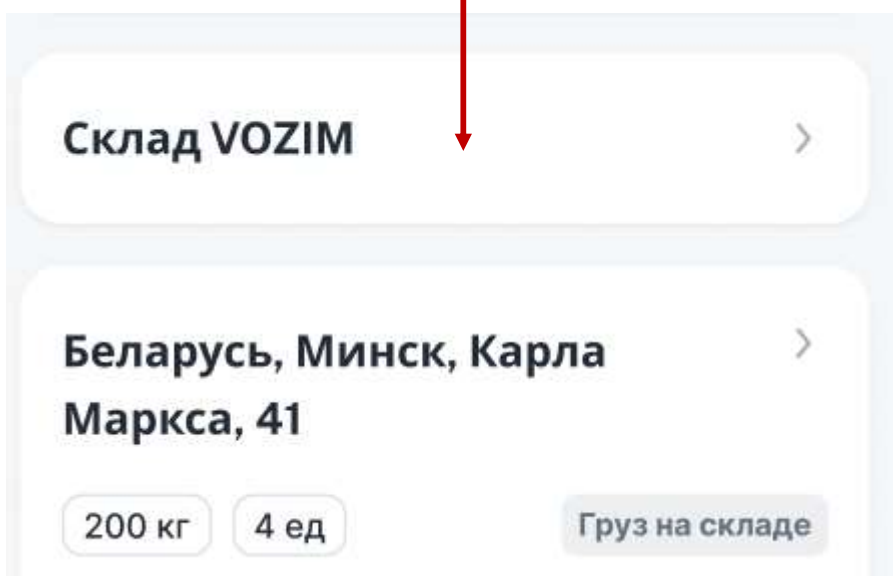 Склад VOZIM
Беларусь, Минск, Карла
Маркса, 41
200 кг 4 ед Груз на складе